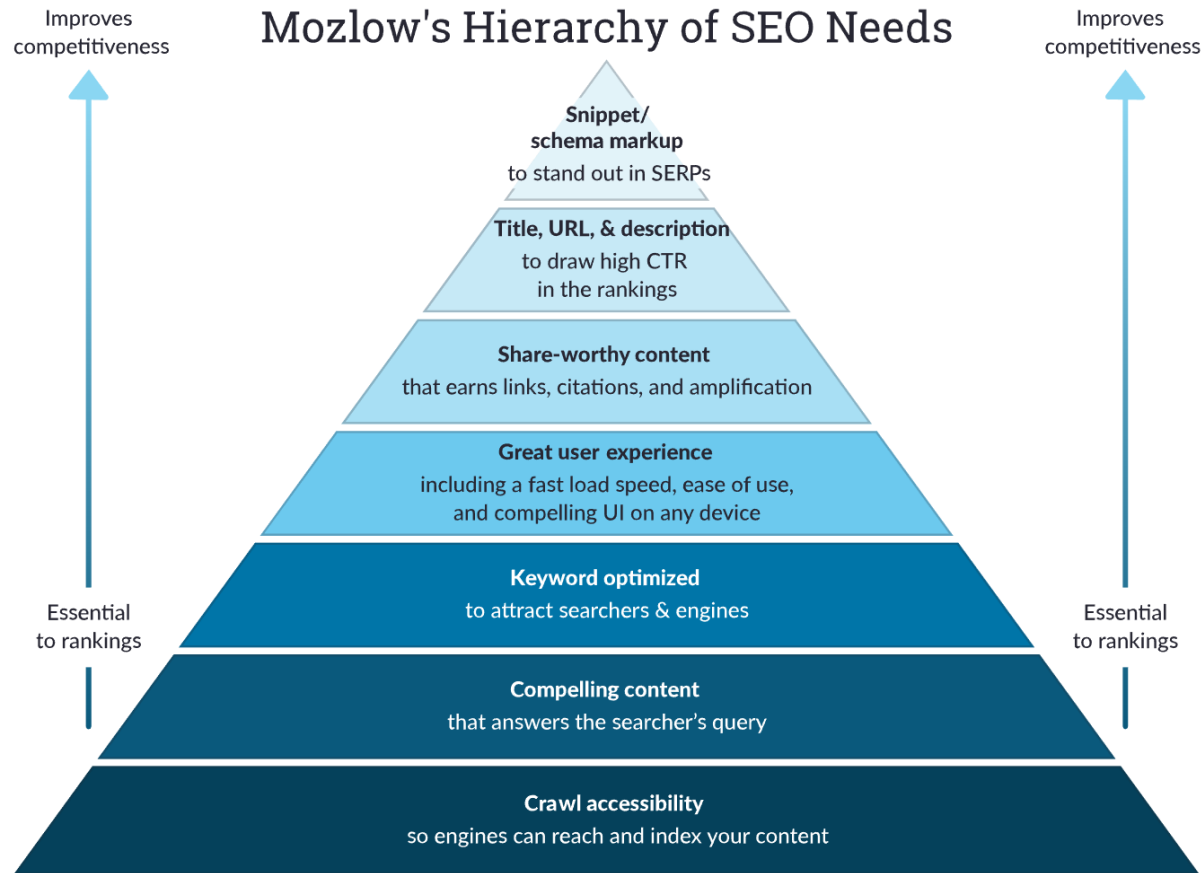 Improves
competitiveness
Mozlow's Hierarchy of SEO Needs
Improves
competitiveness
Snippet/
schema markup
to stand out in SERPs
Title, URL, & description
to draw high CTR
in the rankings
Share-worthy content
that earns links, citations, and amplification
Great user experience
including a fast load speed, ease of use,
and compelling UI on any device
Keyword optimized
to attract searchers & engines
Essential
to rankings
Essential
to rankings
Compelling content
that answers the searcher’s query
Crawl accessibility
so engines can reach and index your content